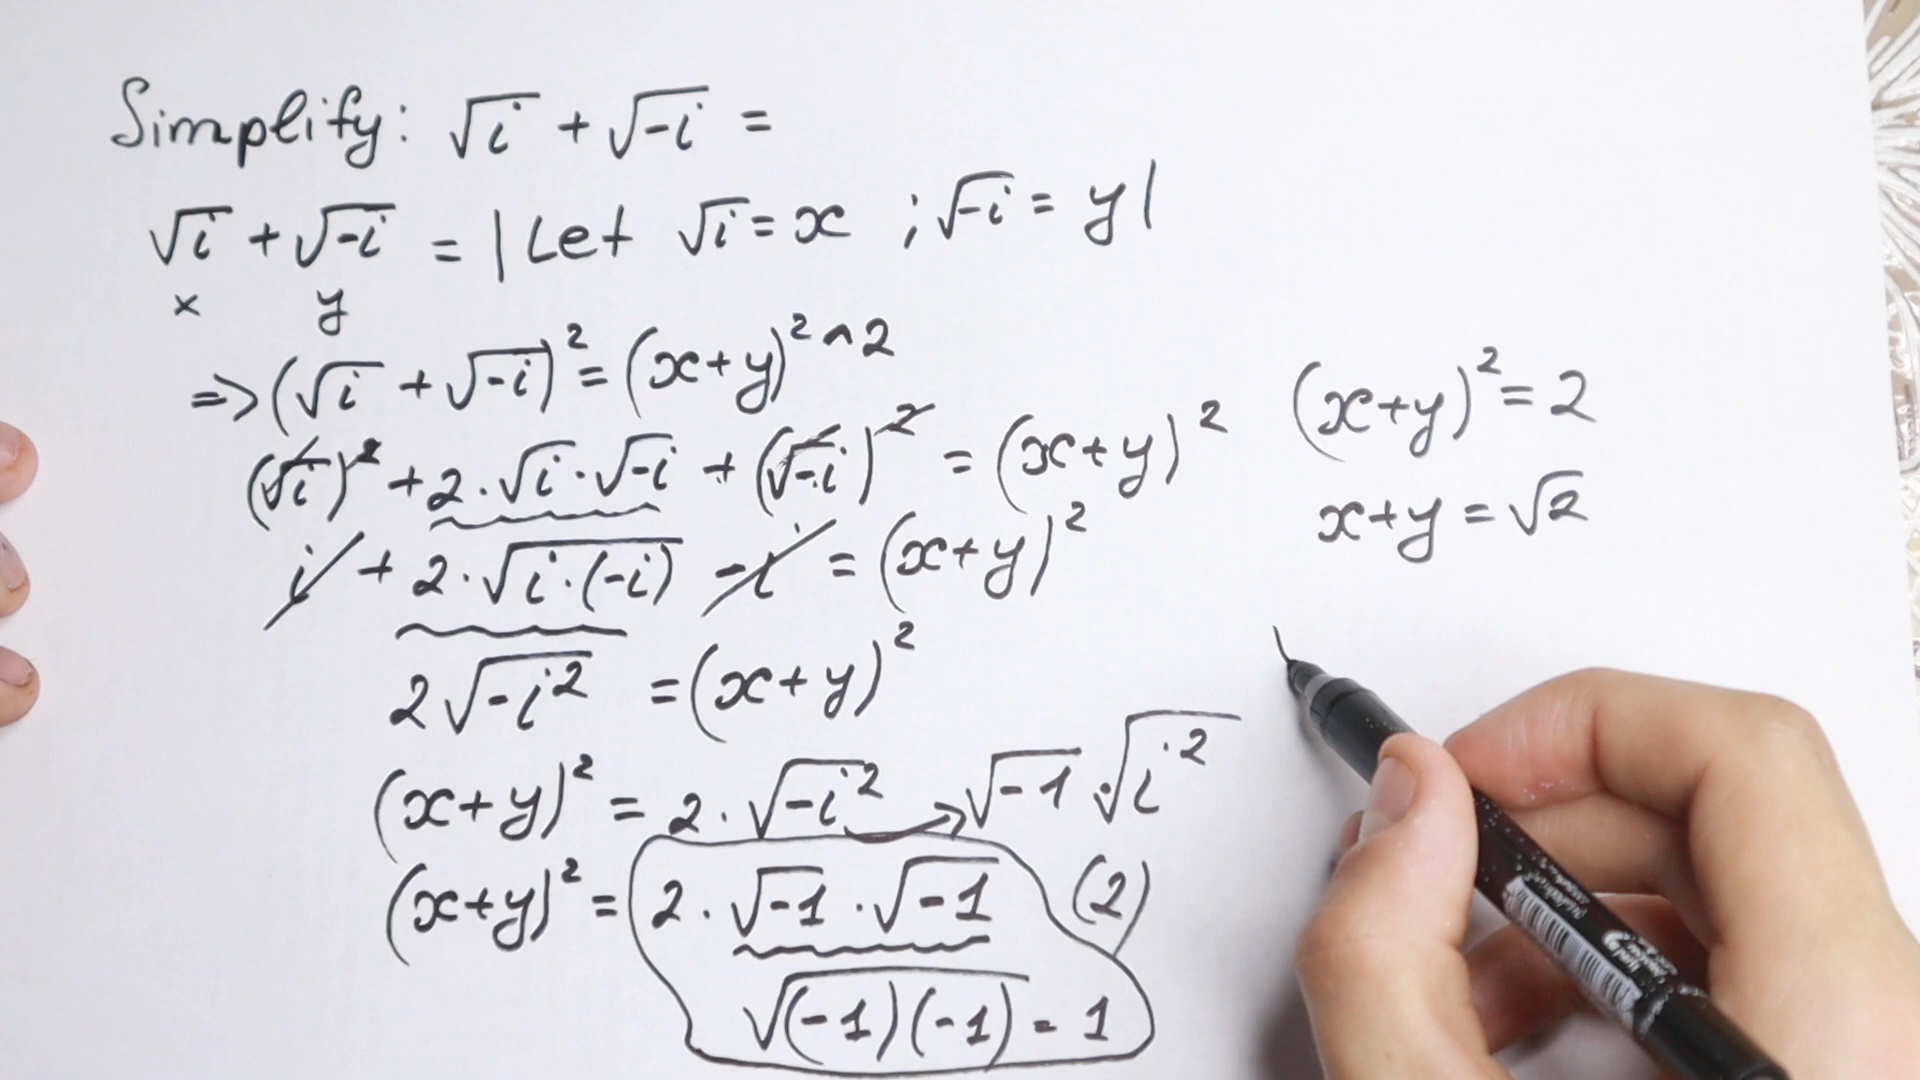 Simplify: √i + √-i =
√i + √-i = | Let √i = x ; √-i = y |
x y
=> (√i + √-i)² = (x+y)² ^2
(√i)² + 2·√i·√-i + (√-i)² = (x+y)²
i + 2·√i·(-i) -i = (x+y)²
2√-i² = (x+y)²
(x+y)² = 2·√-i² → √-1·√i²
(x+y)² = 2·√-1·√-1 (2)
√(-1)(-1) = 1
(x+y)² = 2
x+y = √2